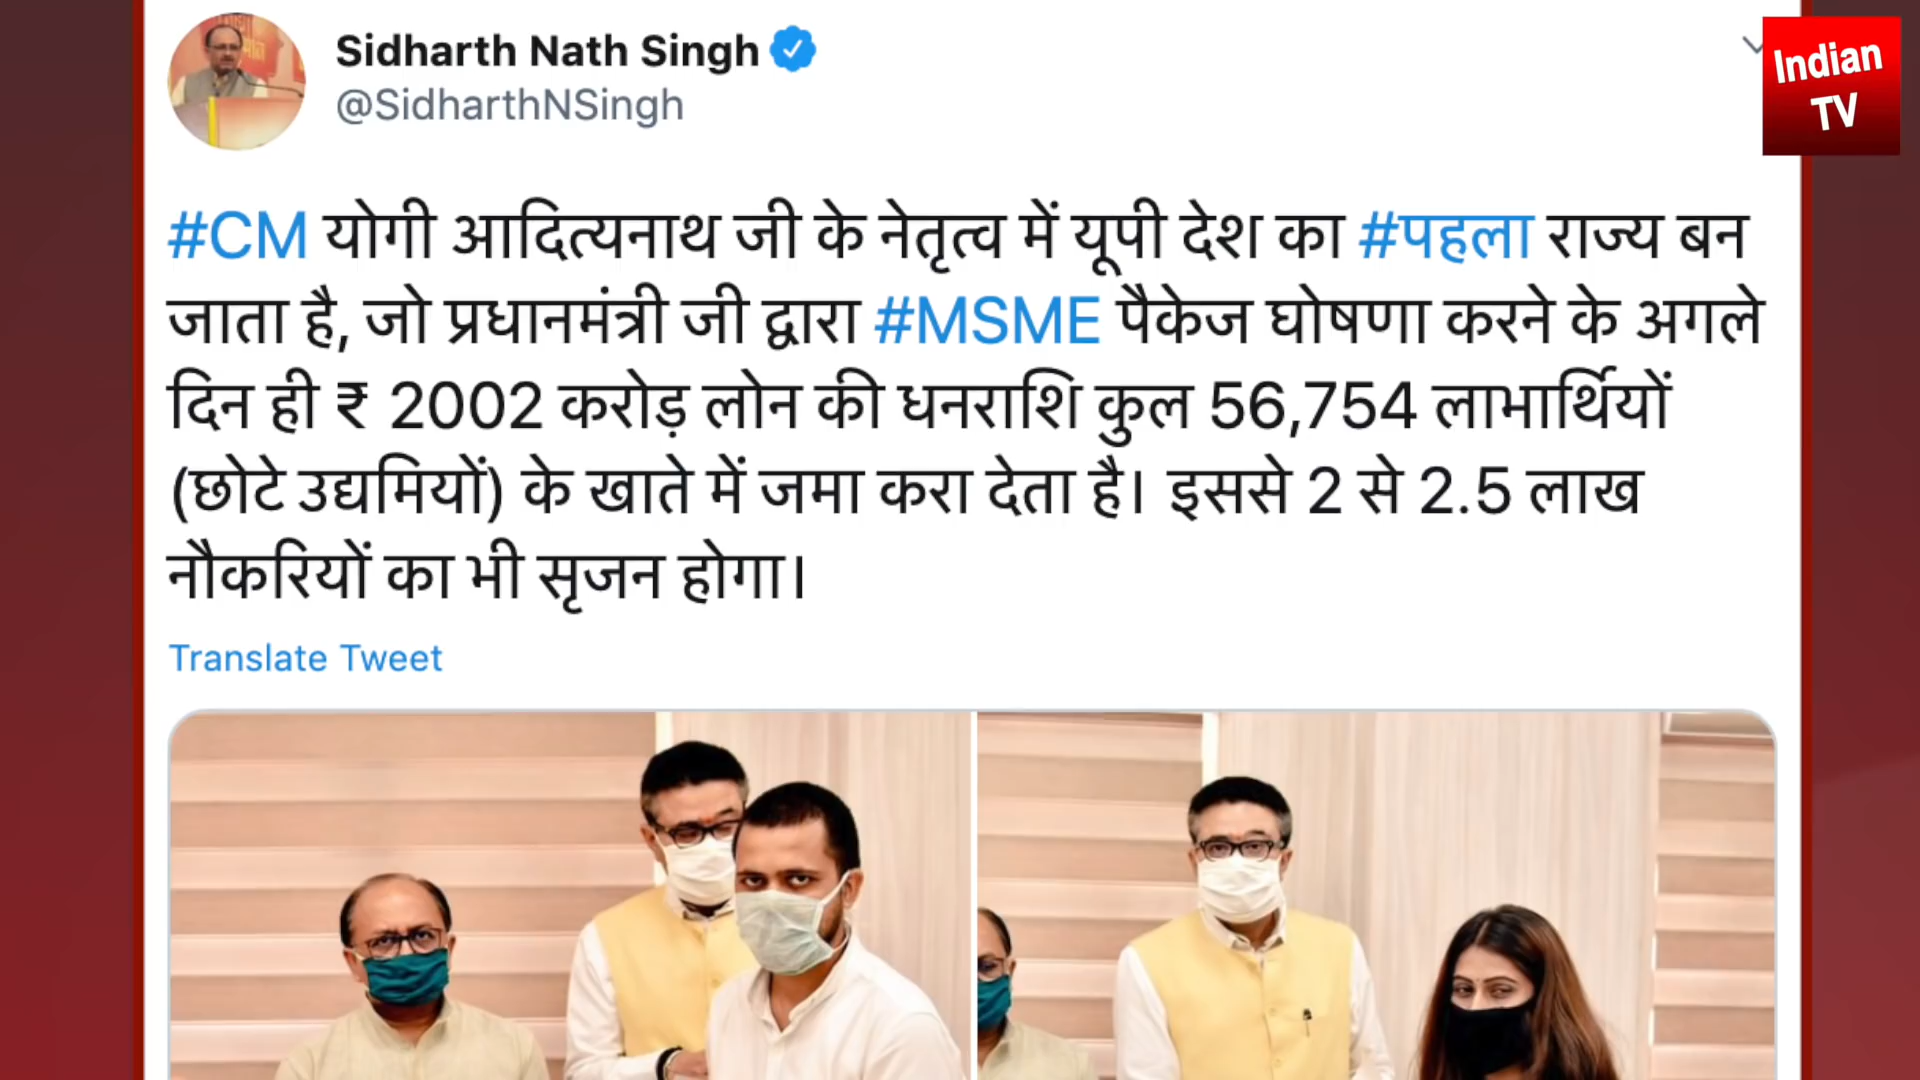 Sidharth Nath Singh
@SidharthNSingh
Indian
TV
#CM योगी आदित्यनाथ जी के नेतृत्व में यूपी देश का #पहला राज्य बन
जाता है, जो प्रधानमंत्री जी द्वारा #MSME पैकेज घोषणा करने के अगले
दिन ही ₹ 2002 करोड़ लोन की धनराशि कुल 56,754 लाभार्थियों
(छोटे उद्यमियों) के खाते में जमा करा देता है। इससे 2 से 2.5 लाख
नौकरियों का भी सृजन होगा।
Translate Tweet